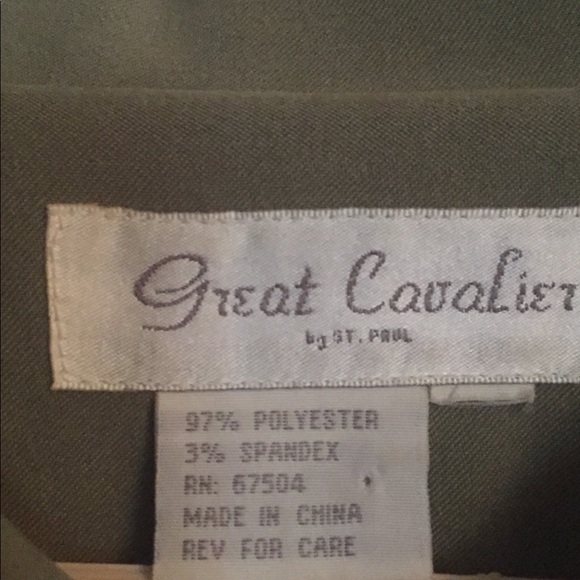 Great Cavalier
by ST. PAUL
97% POLYESTER
3% SPANDEX
RN: 67504
MADE IN CHINA
REV FOR CARE